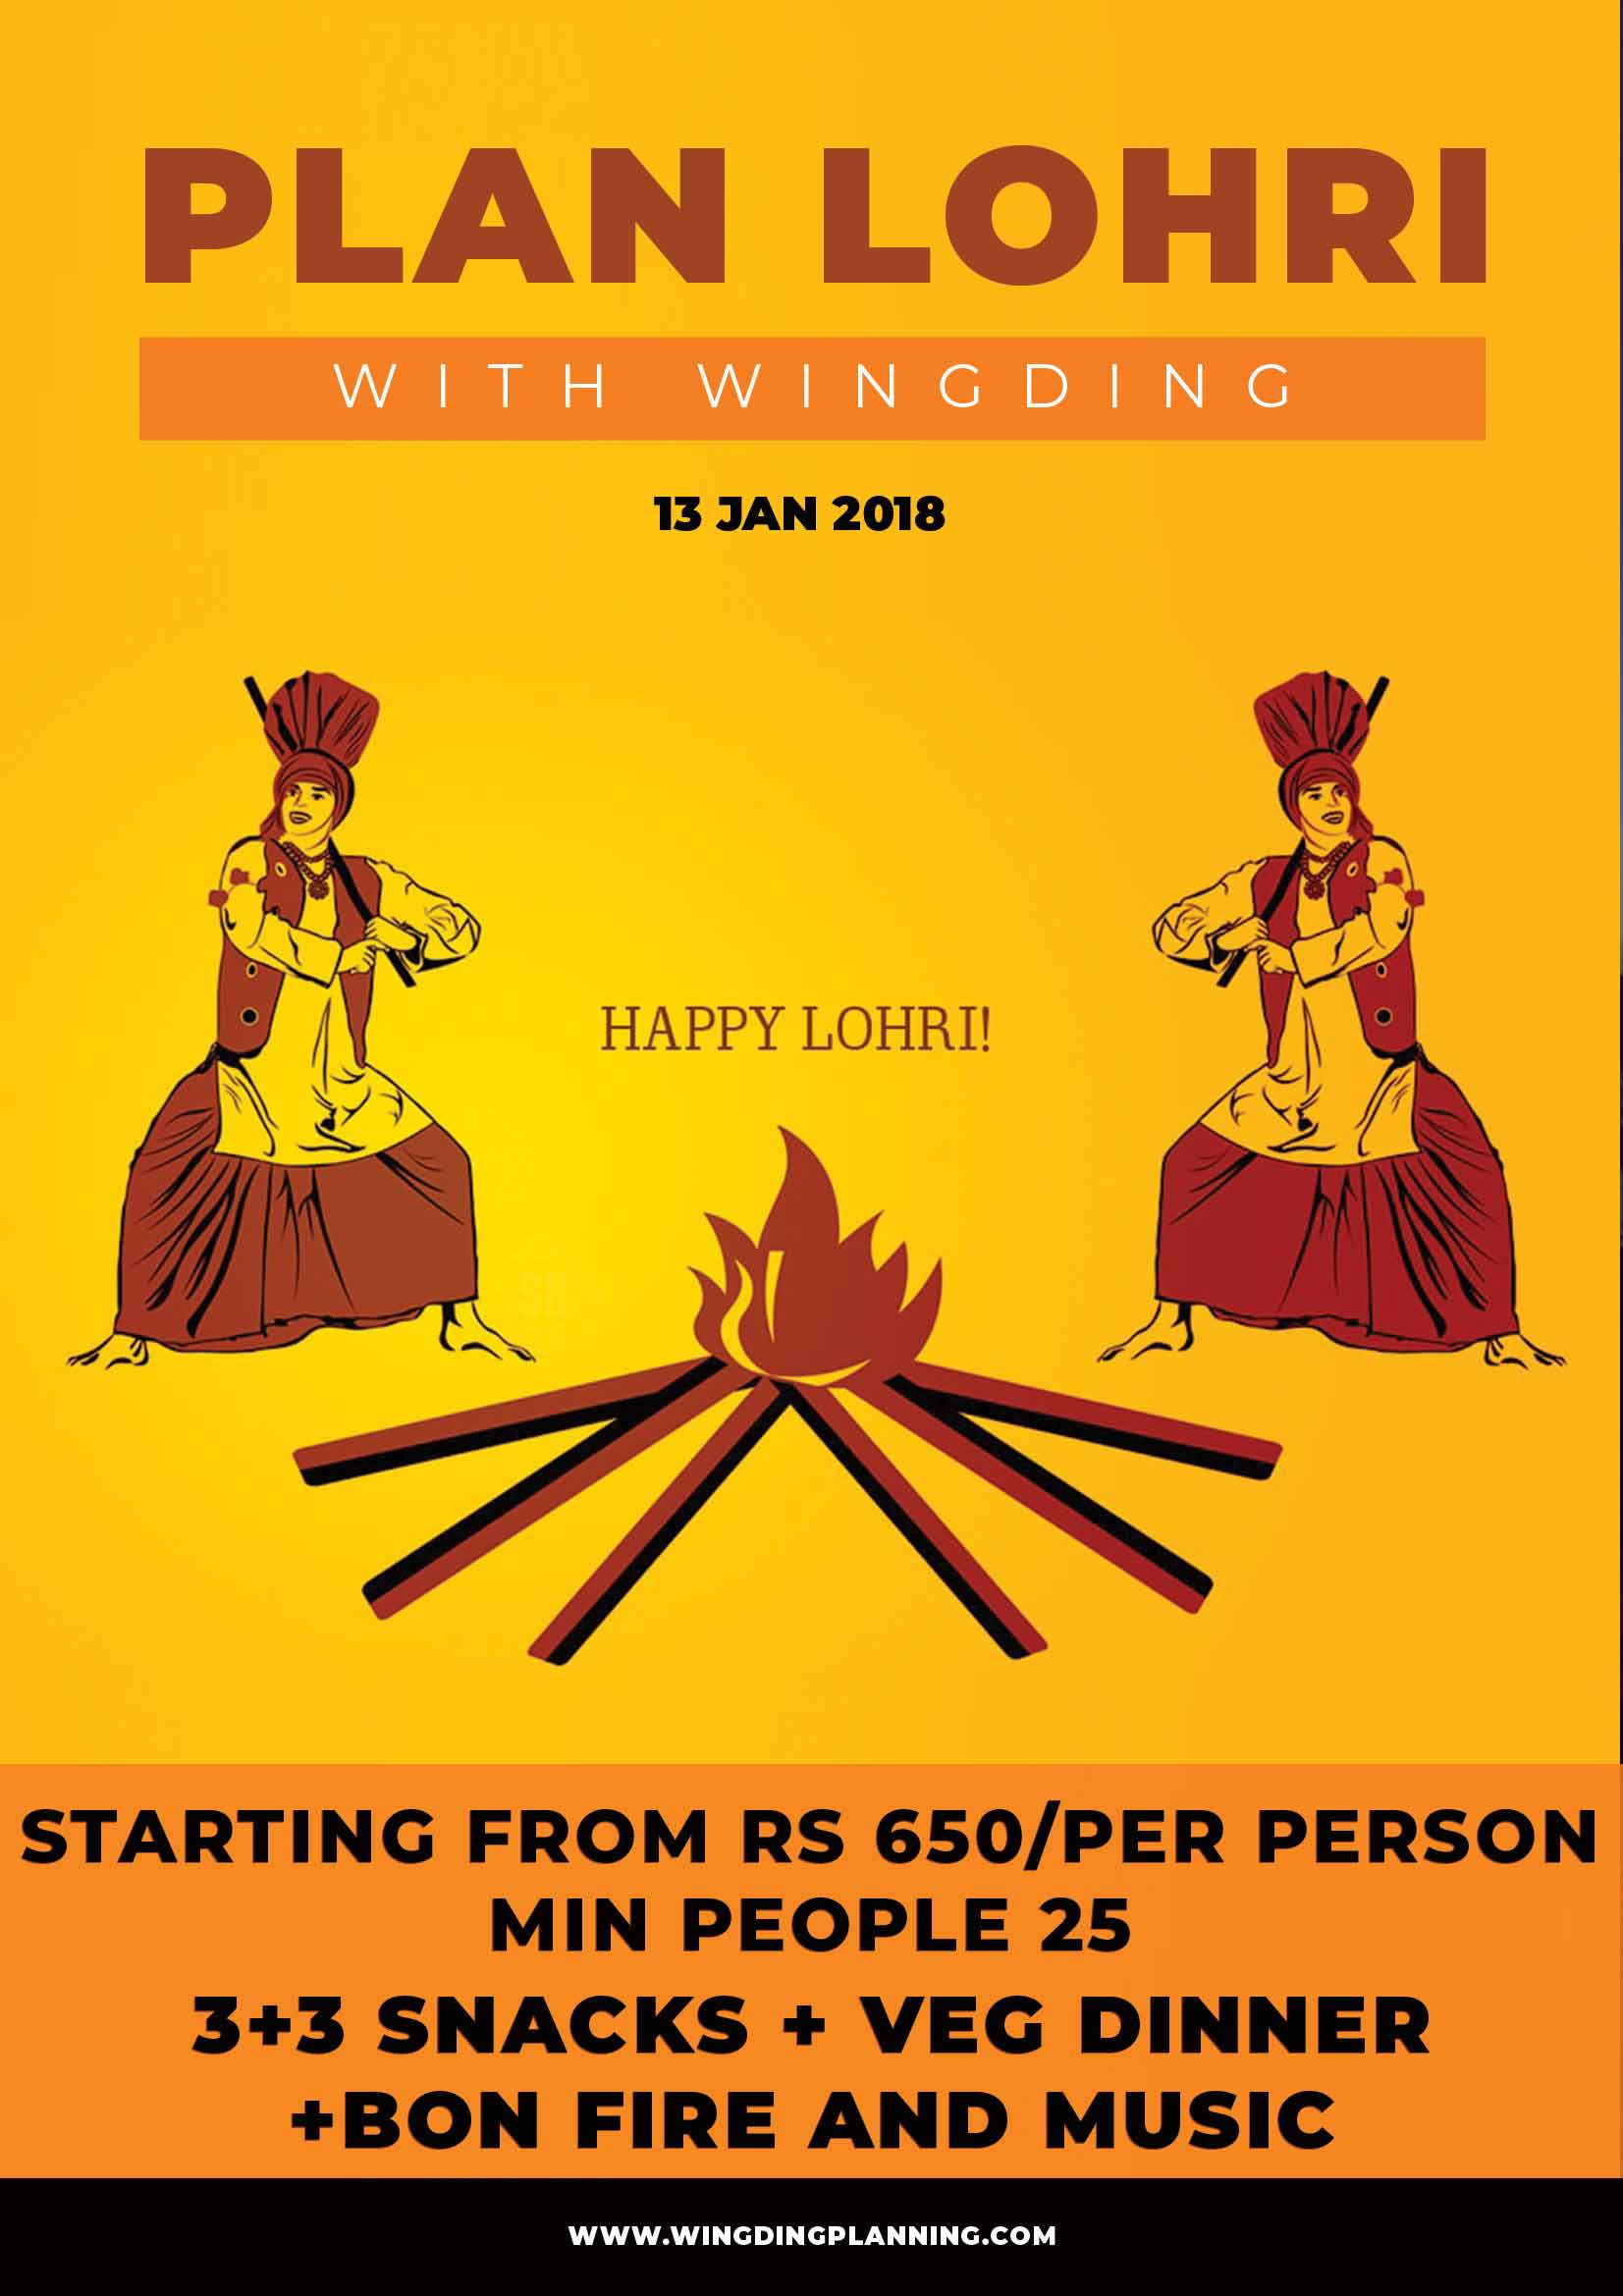 PLAN LOHRI
WITH WINGDING
13 JAN 2018
HAPPY LOHRI!
STARTING FROM RS 650/PER PERSON
MIN PEOPLE 25
3+3 SNACKS + VEG DINNER
+BON FIRE AND MUSIC
WWW.WINGDINGPLANNING.COM